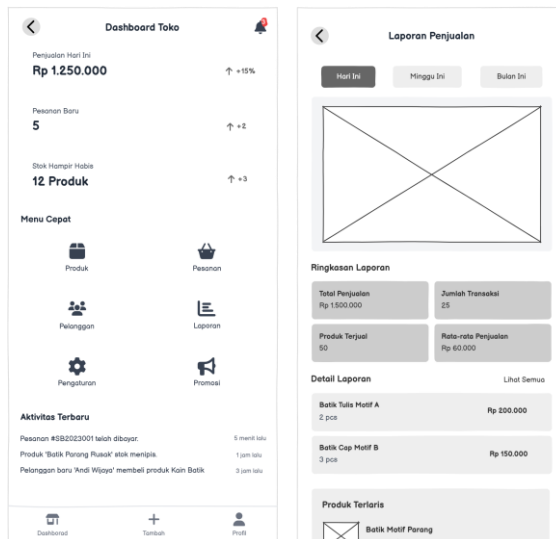 Dashboard Toko
Penjualan Hari Ini
Rp 1.250.000
+15%
Pesanan Baru
5
+2
Stok Hampir Habis
12 Produk
+3
Menu Cepat
Produk
Pesanan
Pelanggan
Laporan
Pengaturan
Promosi
Aktivitas Terbaru
Pesanan #SB2023001 telah dibayar.
5 menit lalu
Produk 'Batik Parang Rusak' stok menipis.
1 jam lalu
Pelanggan baru 'Andi Wijaya' membeli produk Kain Batik
3 jam lalu
Dashborad
Tambah
Profil
Laporan Penjualan
Hari Ini
Minggu Ini
Bulan Ini
Ringkasan Laporan
Total Penjualan
Rp 1.500.000
Jumlah Transaksi
25
Produk Terjual
50
Rata-rata Penjualan
Rp 60.000
Detail Laporan
Lihat Semua
Batik Tulis Motif A
2 pcs
Rp 200.000
Batik Cap Motif B
3 pcs
Rp 150.000
Produk Terlaris
Batik Motif Parang